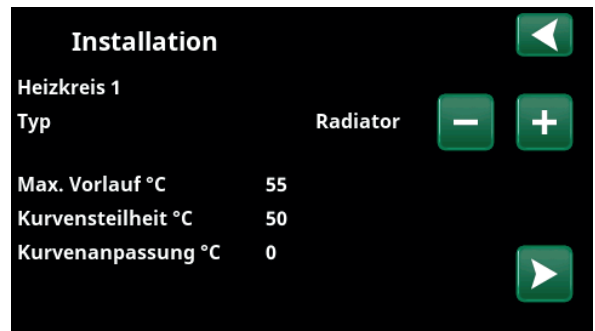 Installation
Heizkreis 1
Typ Radiator
Max. Vorlauf °C 55
Kurvensteilheit °C 50
Kurvenanpassung °C 0